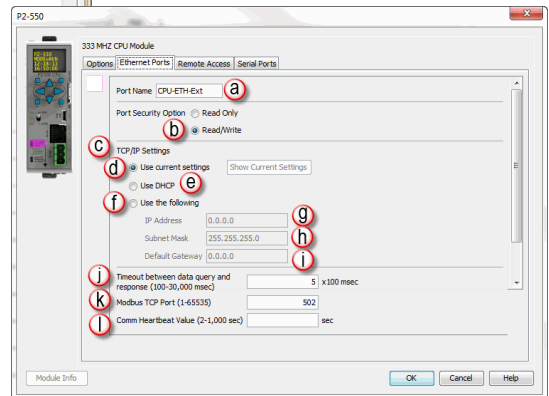 P2-550
P2-550
333 MHZ CPU Module
Options Ethernet Ports Remote Access Serial Ports
Port Name CPU-ETH-Ext a
Port Security Option Read Only
b Read/Write
c TCP/IP Settings
d Use current settings Show Current Settings
Use DHCP e
f Use the following
IP Address 0.0.0.0 g
Subnet Mask 255.255.255.0 h
Default Gateway 0.0.0.0 i
j Timeout between data query and
response (100-30,000 msec) 5 x100 msec
k Modbus TCP Port (1-65535) 502
l Comm Heartbeat Value (2-1,000 sec) sec
Module Info OK Cancel Help